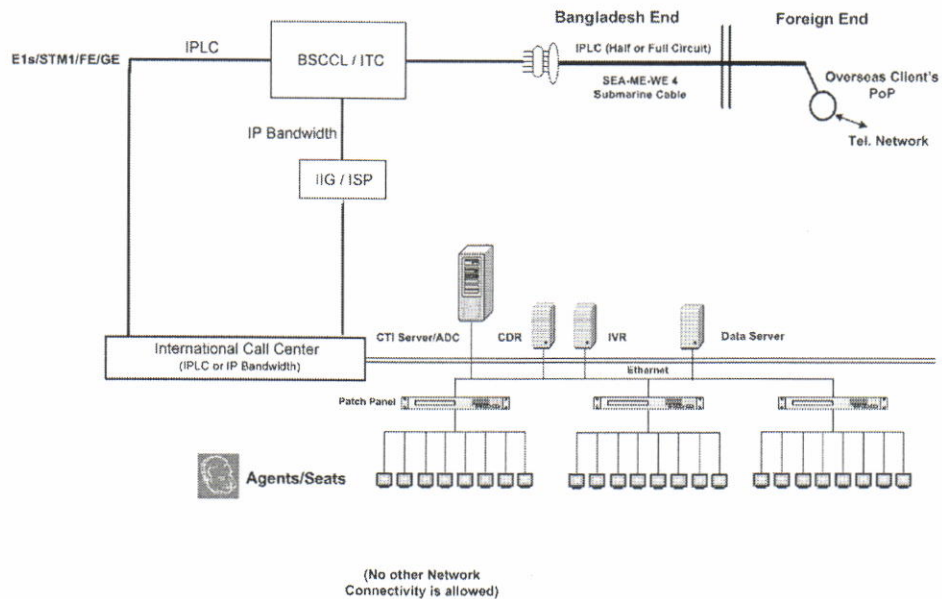 Bangladesh End
Foreign End
E1s/STM1/FE/GE
IPLC
BSCCL / ITC
IPLC (Half or Full Circuit)
SEA-ME-WE 4
Submarine Cable
Overseas Client's
PoP
Tel. Network
IP Bandwidth
IIG / ISP
CTI Server/ADC
CDR
IVR
Data Server
International Call Center
(IPLC or IP Bandwidth)
Ethernet
Patch Panel
Agents/Seats
(No other Network
Connectivity is allowed)